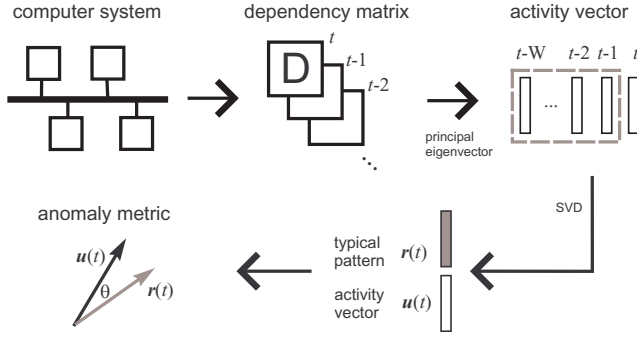 computer system
dependency matrix
activity vector
D
t
t-1
t-2
t-W
...
t-2
t-1
t
principal
eigenvector
SVD
anomaly metric
u(t)
θ
r(t)
typical
pattern
r(t)
activity
vector
u(t)